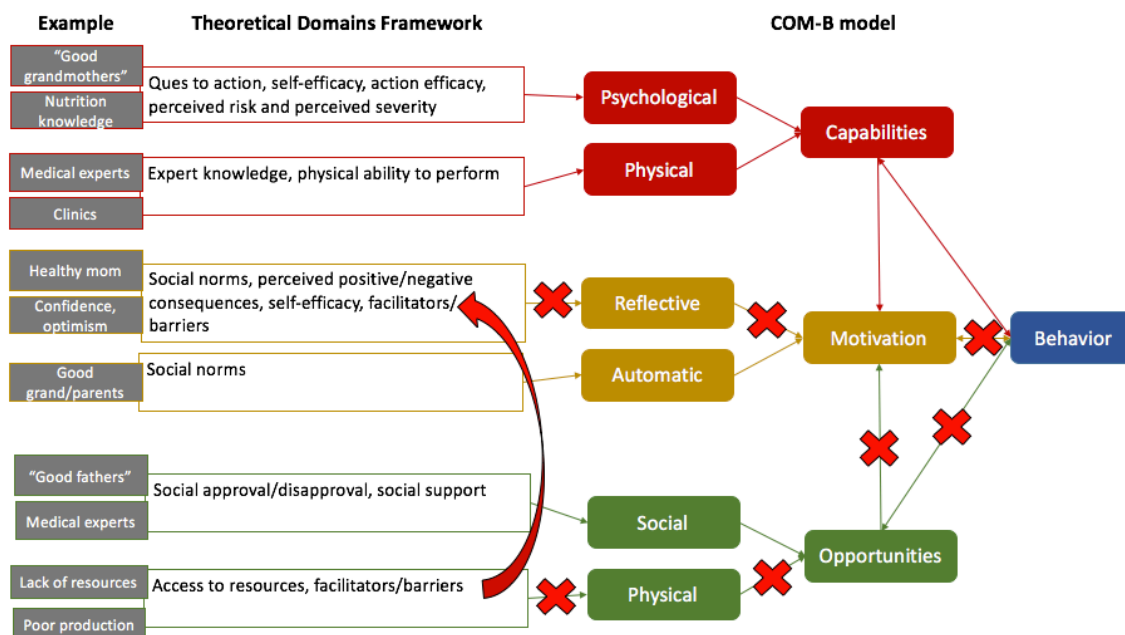 Example
Theoretical Domains Framework
COM-B model
“Good
grandmothers”
Nutrition
knowledge
Ques to action, self-efficacy, action efficacy,
perceived risk and perceived severity
Psychological
Capabilities
Medical experts
Clinics
Expert knowledge, physical ability to perform
Physical
Healthy mom
Confidence,
optimism
Social norms, perceived positive/negative
consequences, self-efficacy, facilitators/
barriers
Reflective
Motivation
Behavior
Good
grand/parents
Social norms
Automatic
“Good fathers”
Medical experts
Social approval/disapproval, social support
Social
Opportunities
Lack of resources
Poor production
Access to resources, facilitators/barriers
Physical